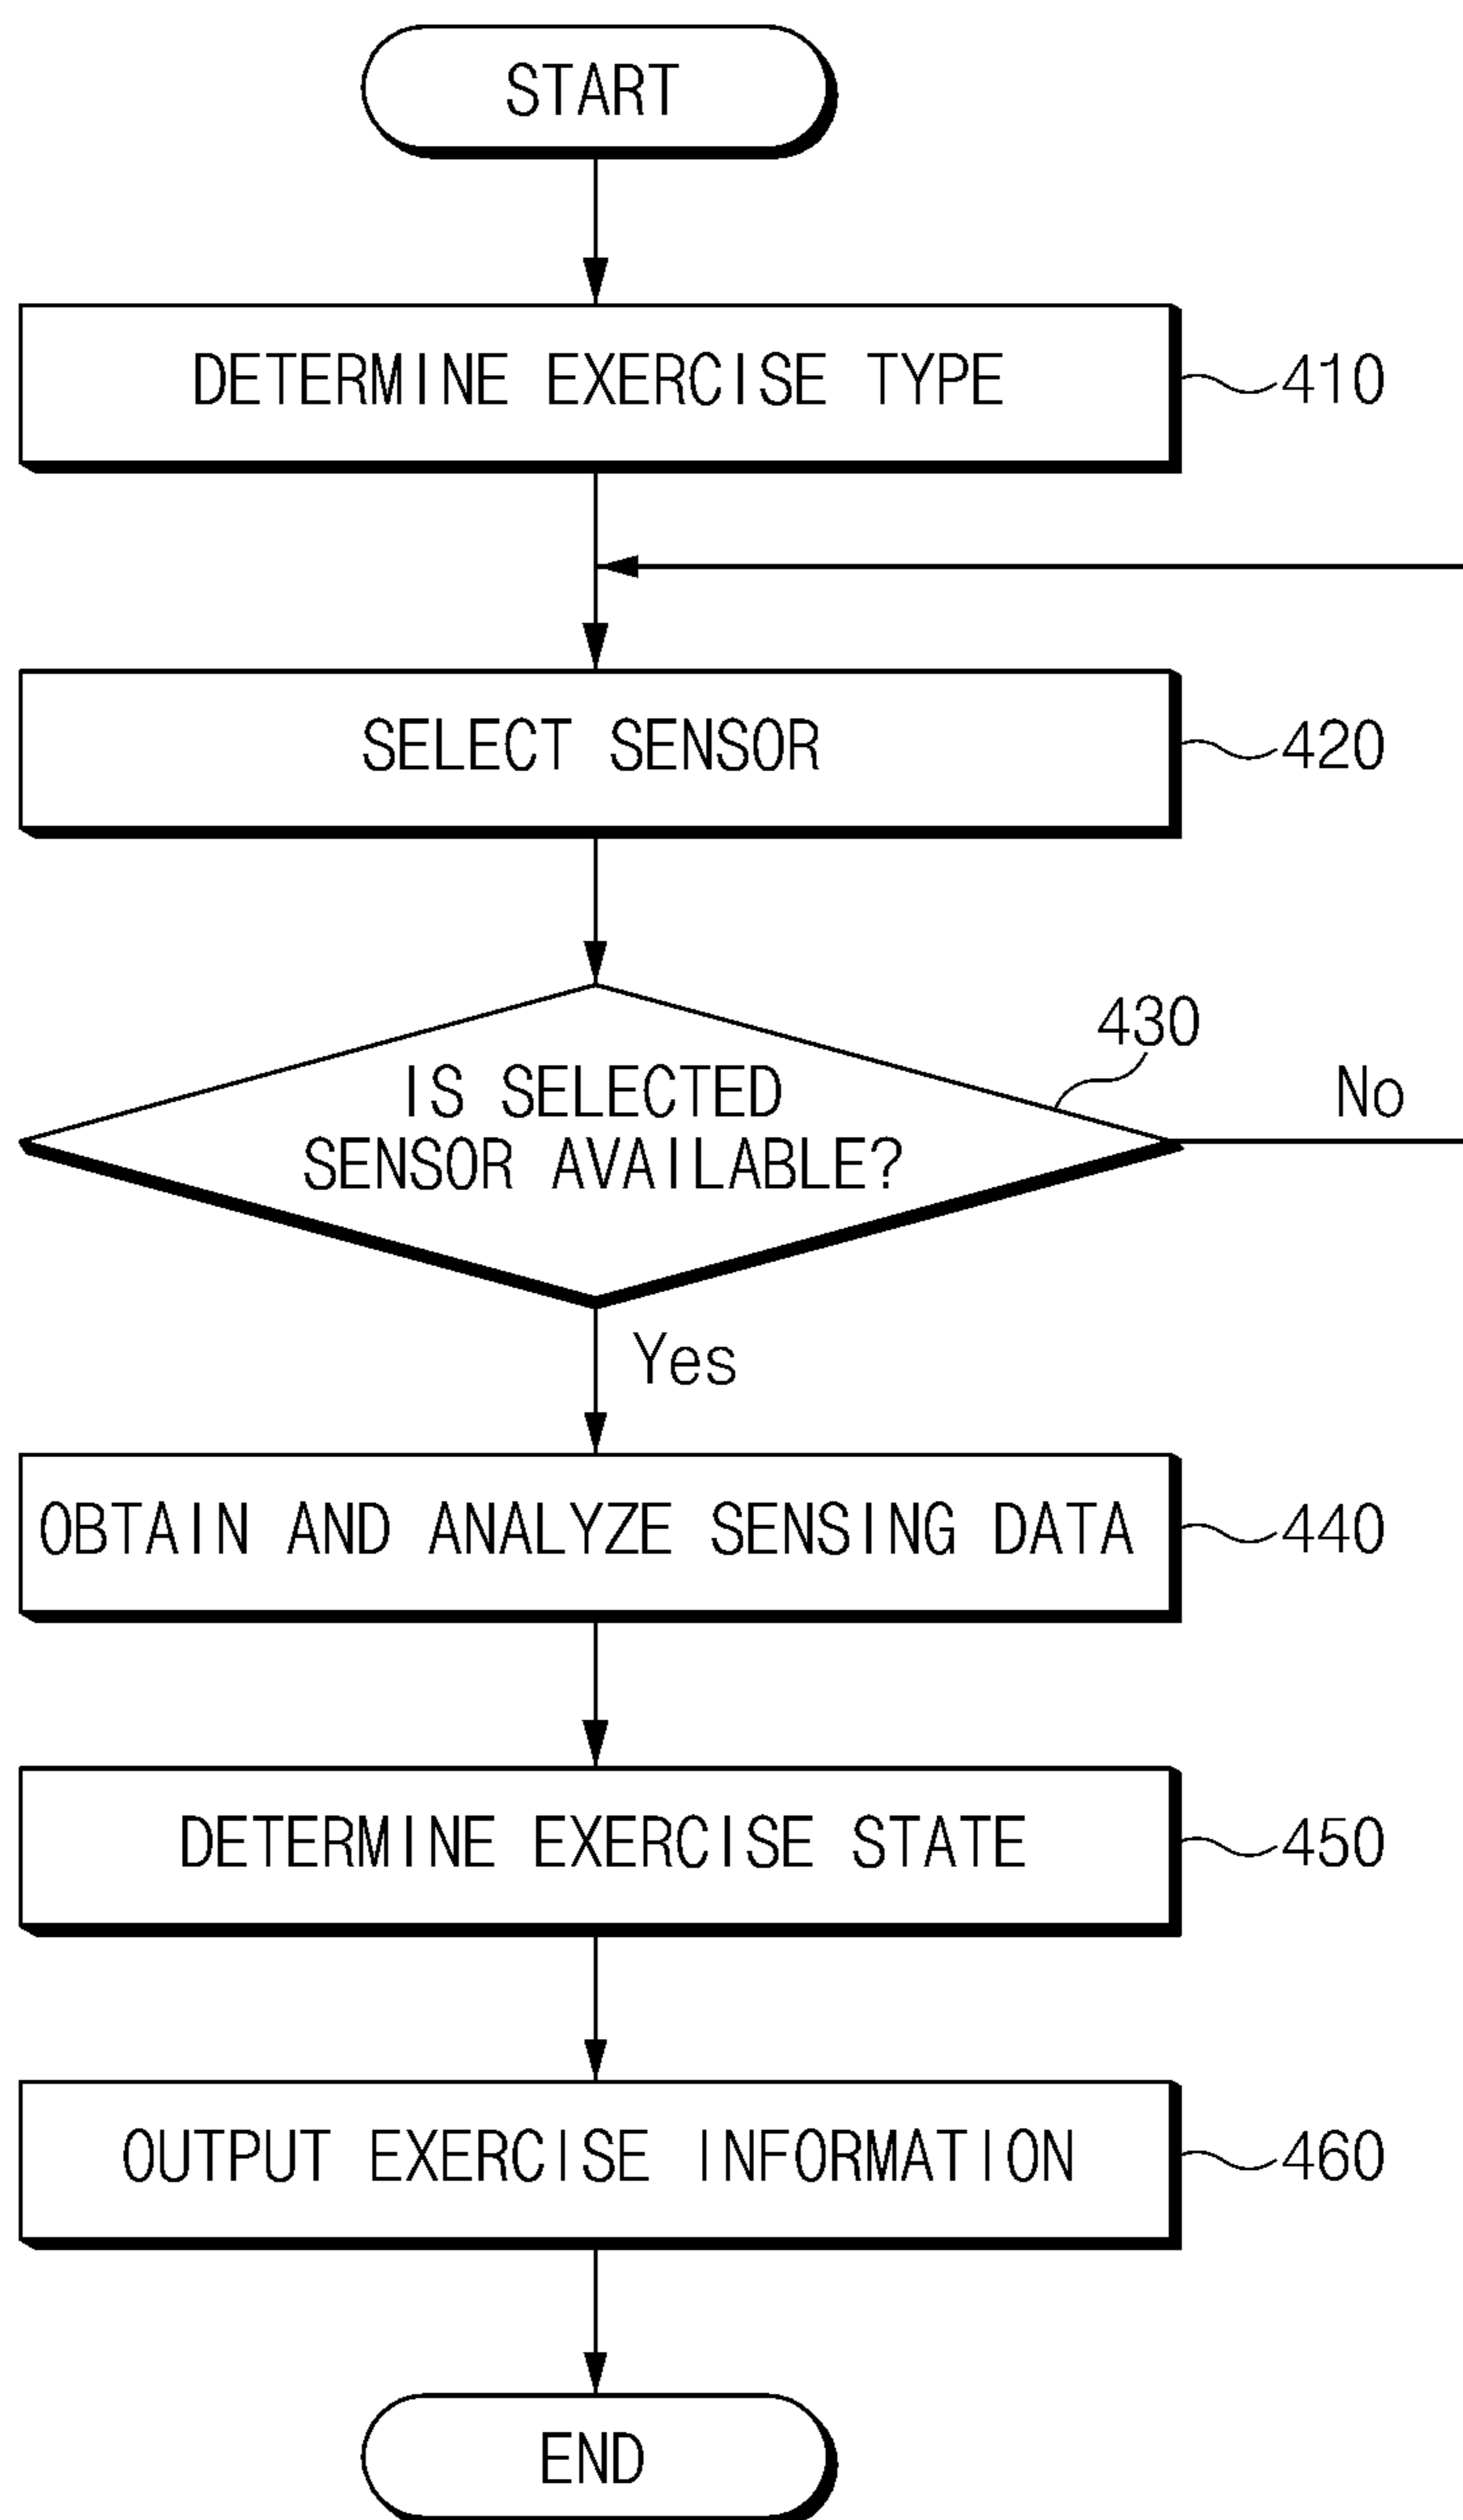 START
DETERMINE EXERCISE TYPE
410
SELECT SENSOR
420
430
IS SELECTED
SENSOR AVAILABLE?
No
Yes
OBTAIN AND ANALYZE SENSING DATA
440
DETERMINE EXERCISE STATE
450
OUTPUT EXERCISE INFORMATION
460
END